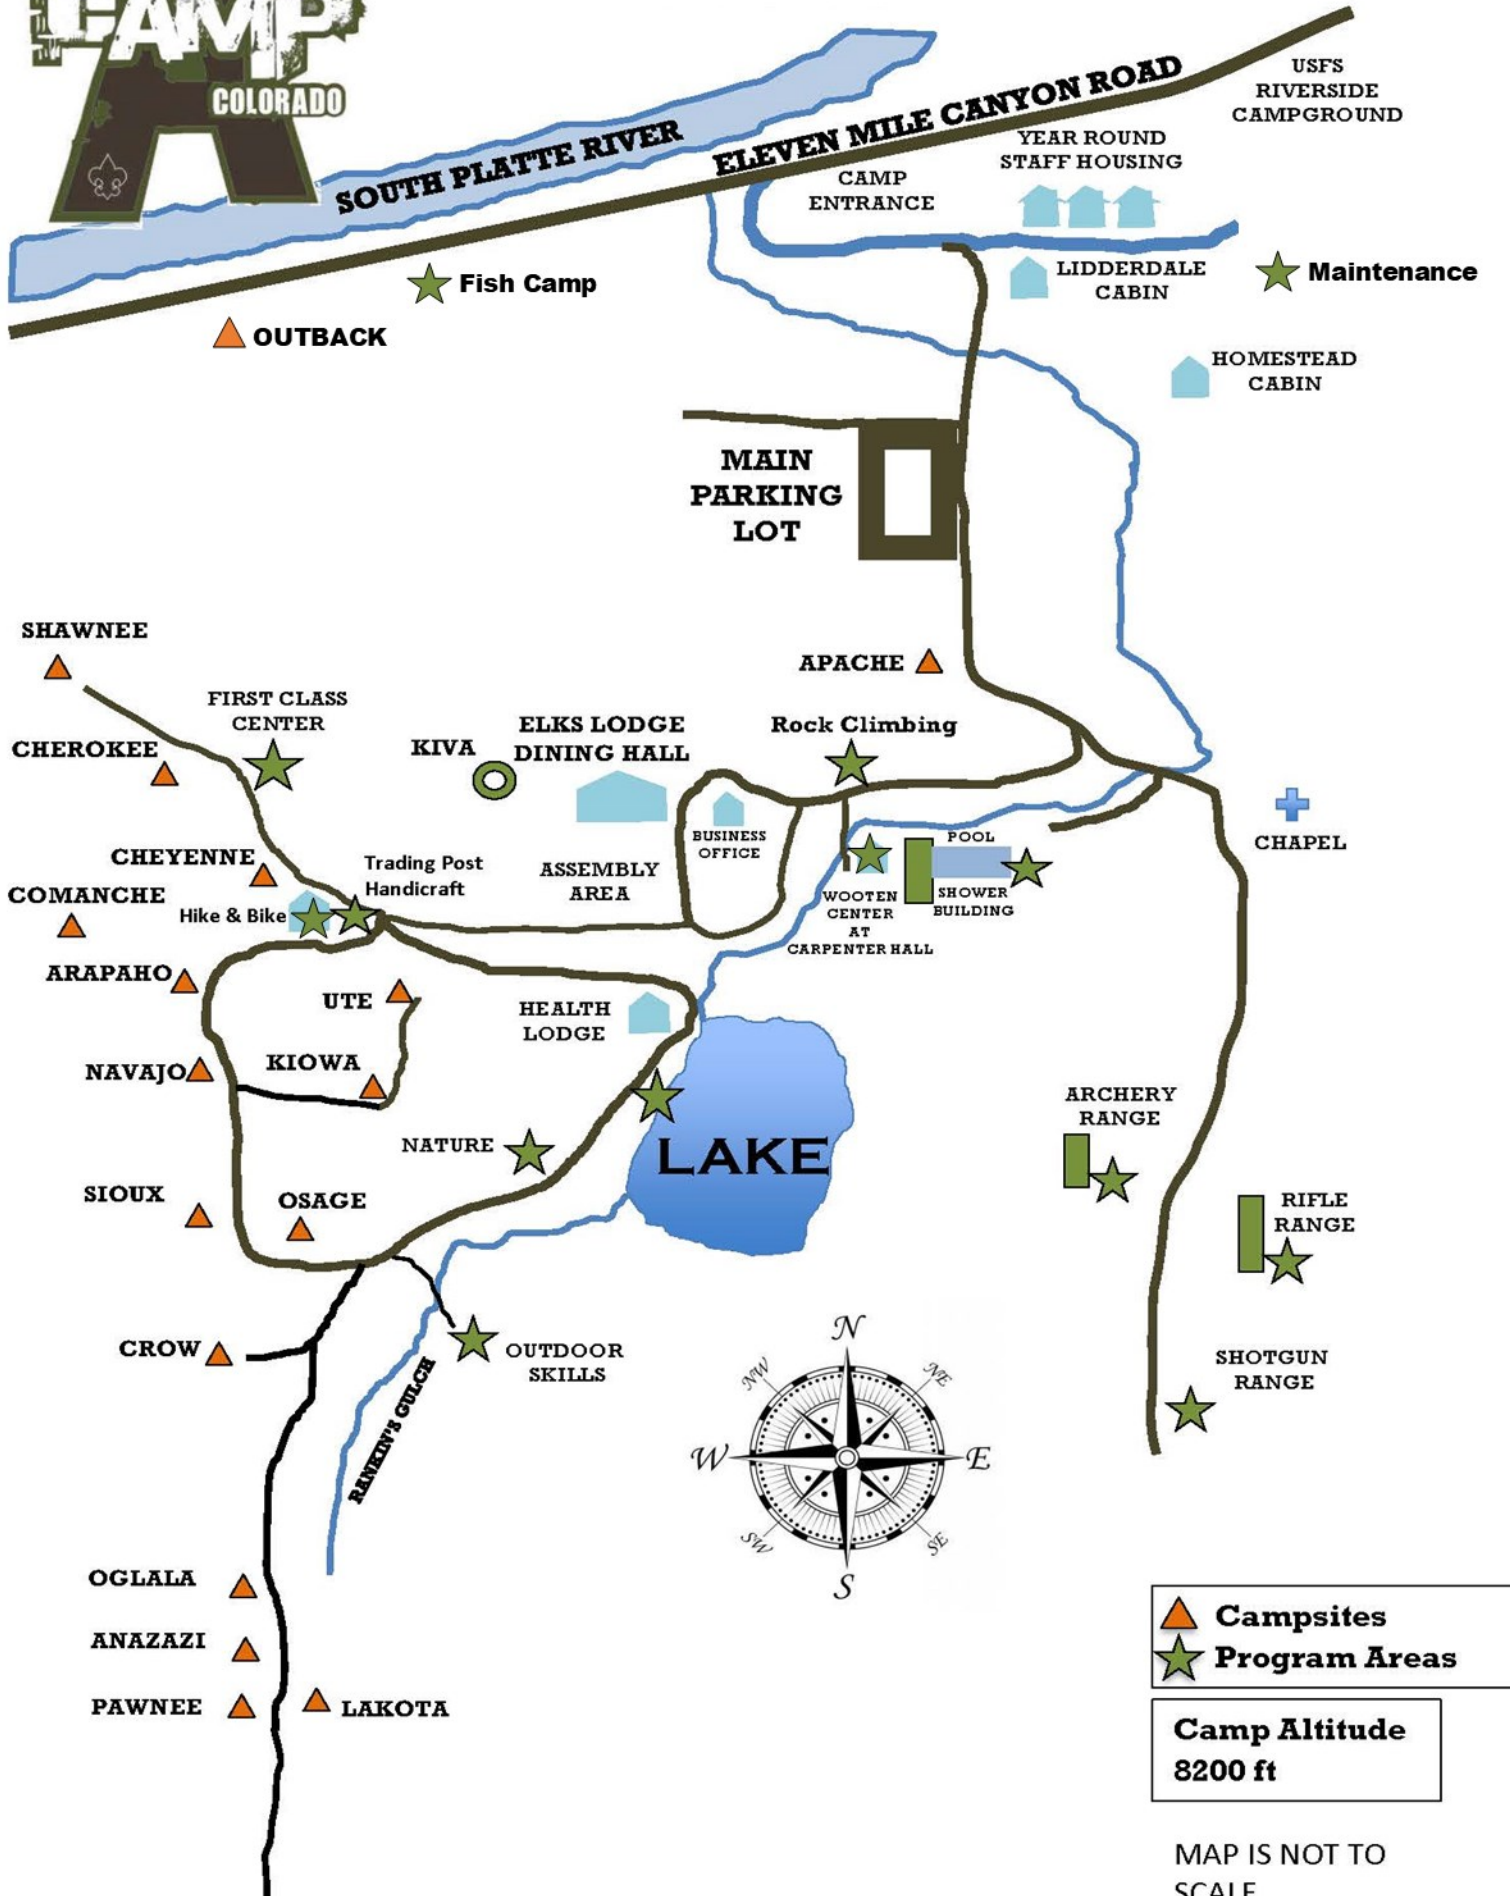 CAMP
COLORADO
SOUTH PLATTE RIVER
ELEVEN MILE CANYON ROAD
USFS
RIVERSIDE
CAMPGROUND
YEAR ROUND
STAFF HOUSING
CAMP
ENTRANCE
LIDDERDALE
CABIN
Maintenance
Fish Camp
OUTBACK
HOMESTEAD
CABIN
MAIN
PARKING
LOT
SHAWNEE
APACHE
FIRST CLASS
CENTER
CHEROKEE
KIVA
ELKS LODGE
DINING HALL
Rock Climbing
BUSINESS
OFFICE
POOL
CHAPEL
CHEYENNE
Trading Post
Handicraft
ASSEMBLY
AREA
COMANCHE
Hike & Bike
WOOTEN
CENTER
AT
CARPENTER HALL
SHOWER
BUILDING
ARAPAHO
UTE
HEALTH
LODGE
NAVAJO
KIOWA
ARCHERY
RANGE
NATURE
LAKE
SIOUX
OSAGE
RIFLE
RANGE
CROW
OUTDOOR
SKILLS
RANKIN'S GULCH
SHOTGUN
RANGE
N
NW
NE
W
E
SW
SE
S
OGLALA
ANAZAZI
PAWNEE
LAKOTA
Campsites
Program Areas
Camp Altitude
8200 ft
MAP IS NOT TO
SCALE